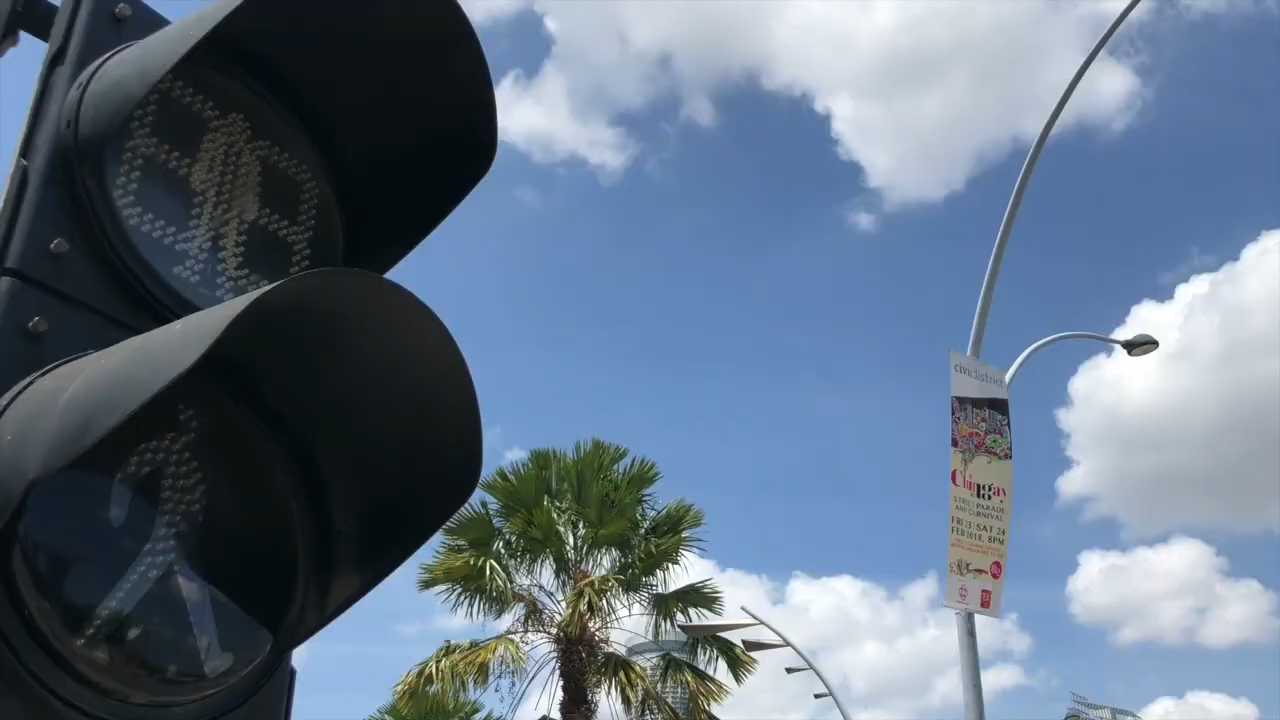 civicdistrict
Chingay
STREET PARADE
AND CARNIVAL
FRI 23, SAT 24
FEB 2018, 8PM